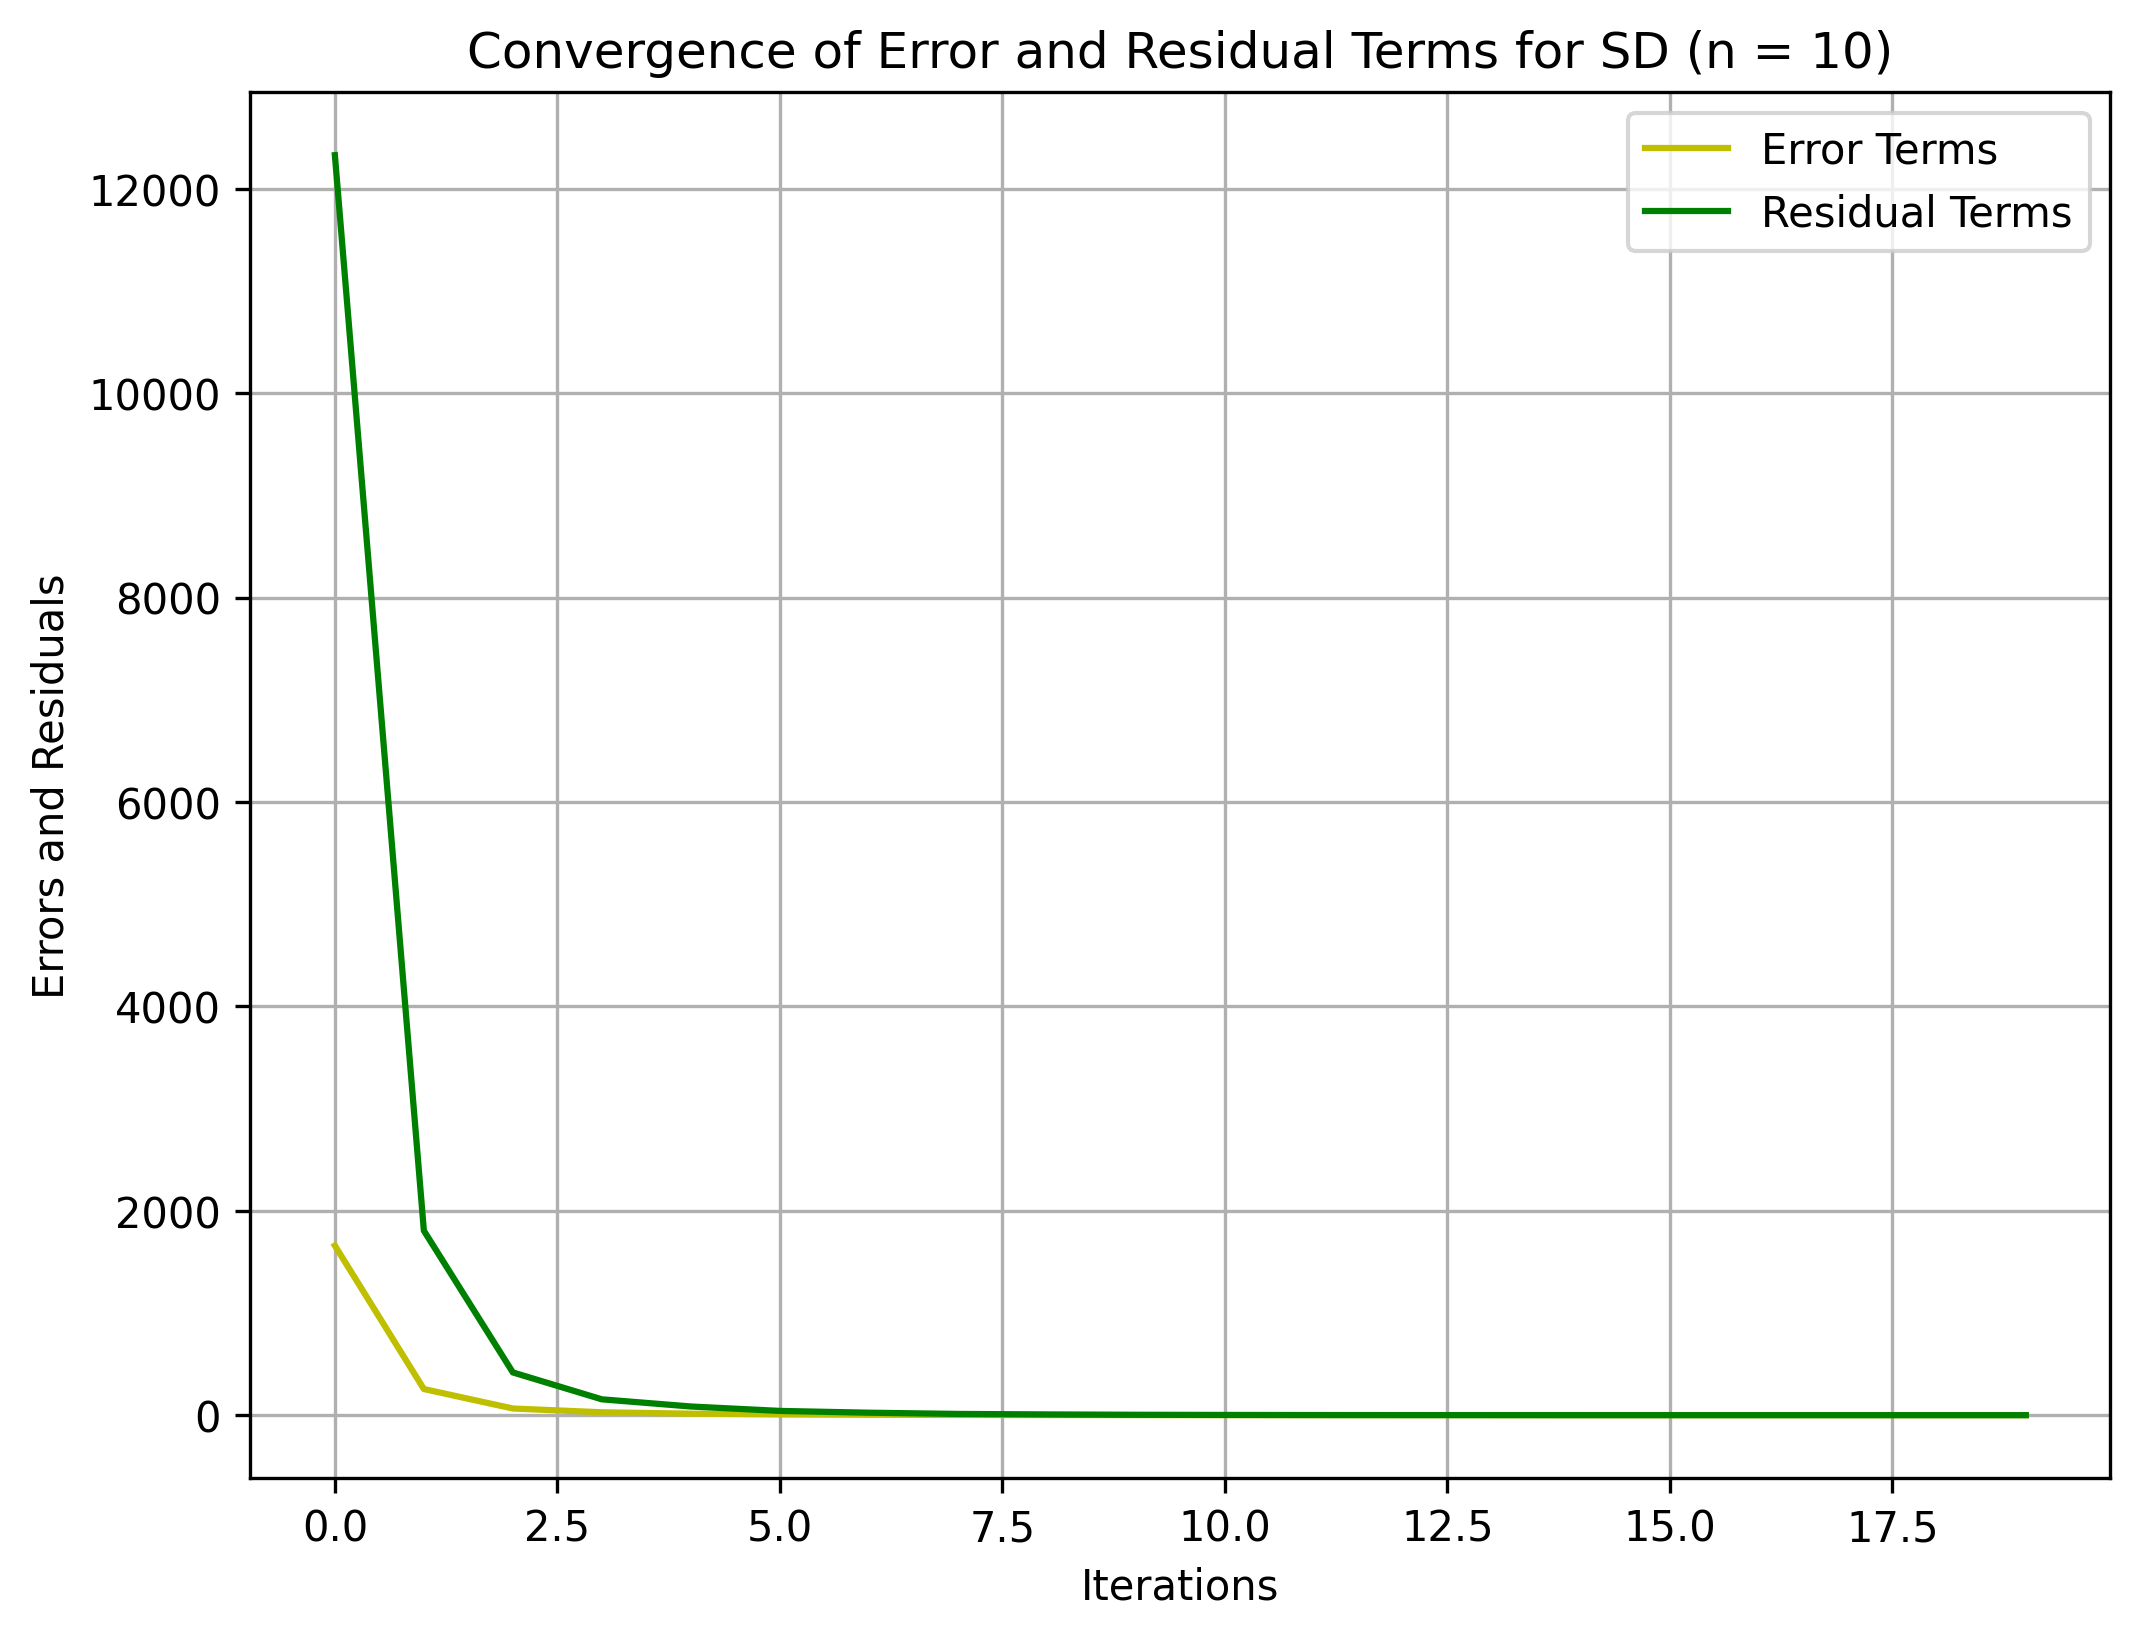 Convergence of Error and Residual Terms for SD (n = 10)
Error Terms
Residual Terms
12000
10000
8000
6000
4000
2000
0
Errors and Residuals
0.0 2.5 5.0 7.5 10.0 12.5 15.0 17.5
Iterations